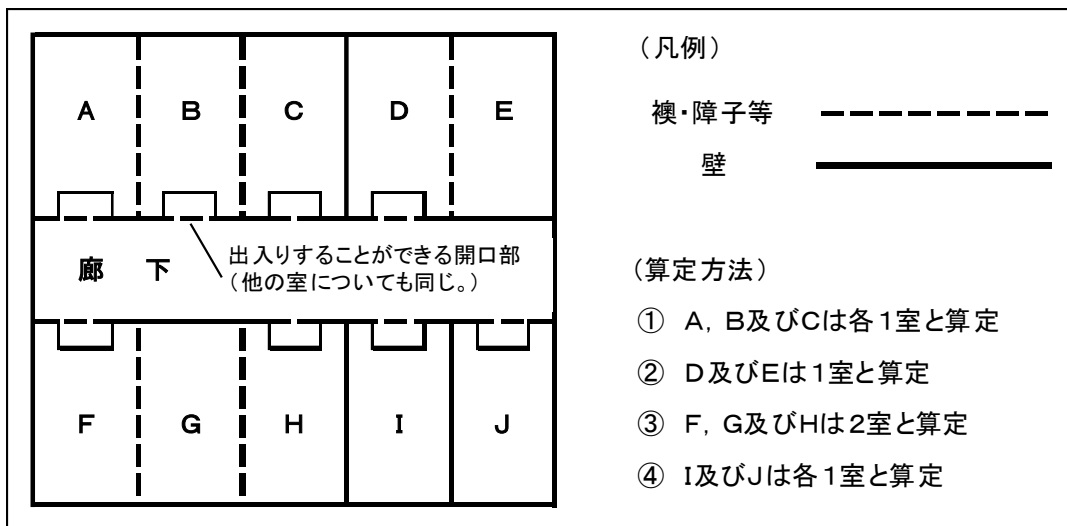 A B C D E
出入りすることができる開口部
(他の室についても同じ。)
廊 下
F G H I J
(凡例)
襖・障子等
壁
(算定方法)
① A,B及びCは各1室と算定
② D及びEは1室と算定
③ F,G及びHは2室と算定
④ I及びJは各1室と算定